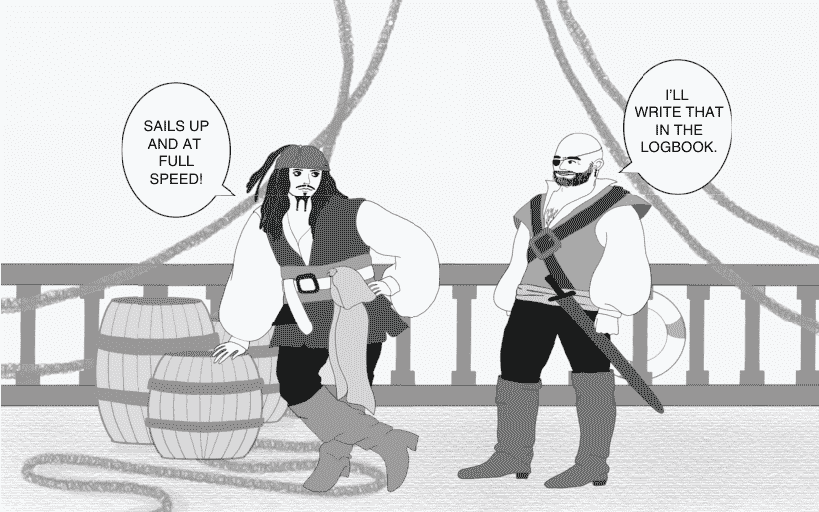 SAILS UP
AND AT
FULL
SPEED!
I'LL
WRITE THAT
IN THE
LOGBOOK.